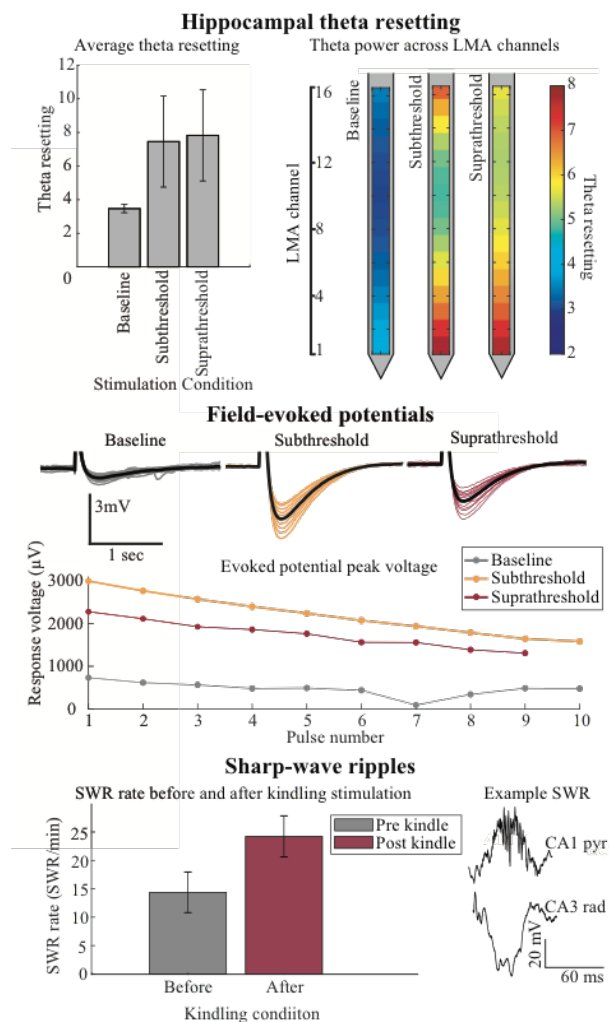 Hippocampal theta resetting
Average theta resetting
Theta power across LMA channels
12
10
8
6
4
2
0
Theta resetting
Baseline
Subthreshold
Suprathreshold
Stimulation Condition
16
12
8
4
1
LMA channel
Baseline
Subthreshold
Suprathreshold
8
7
6
5
4
3
2
Theta resetting
Field-evoked potentials
Baseline
Subthreshold
Suprathreshold
3mV
1 sec
Evoked potential peak voltage
Baseline
Subthreshold
Suprathreshold
Response voltage (µV)
3000
2000
1000
0
1 2 3 4 5 6 7 8 9 10
Pulse number
Sharp-wave ripples
SWR rate before and after kindling stimulation
Pre kindle
Post kindle
SWR rate (SWR/min)
25
20
15
10
5
0
Before
After
Kindling condiiton
Example SWR
CA1 pyr
CA3 rad
20 mV
60 ms